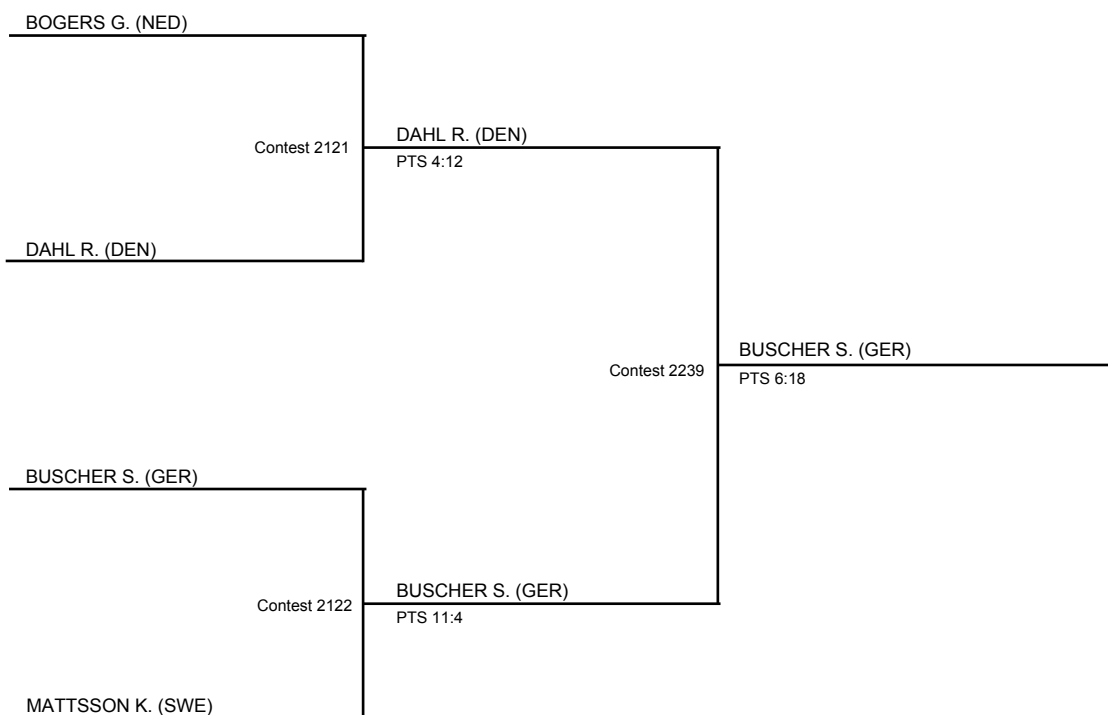 BOGERS G. (NED)
DAHL R. (DEN)
Contest 2121
PTS 4:12
DAHL R. (DEN)
BUSCHER S. (GER)
Contest 2239
PTS 6:18
BUSCHER S. (GER)
BUSCHER S. (GER)
Contest 2122
PTS 11:4
MATTSSON K. (SWE)